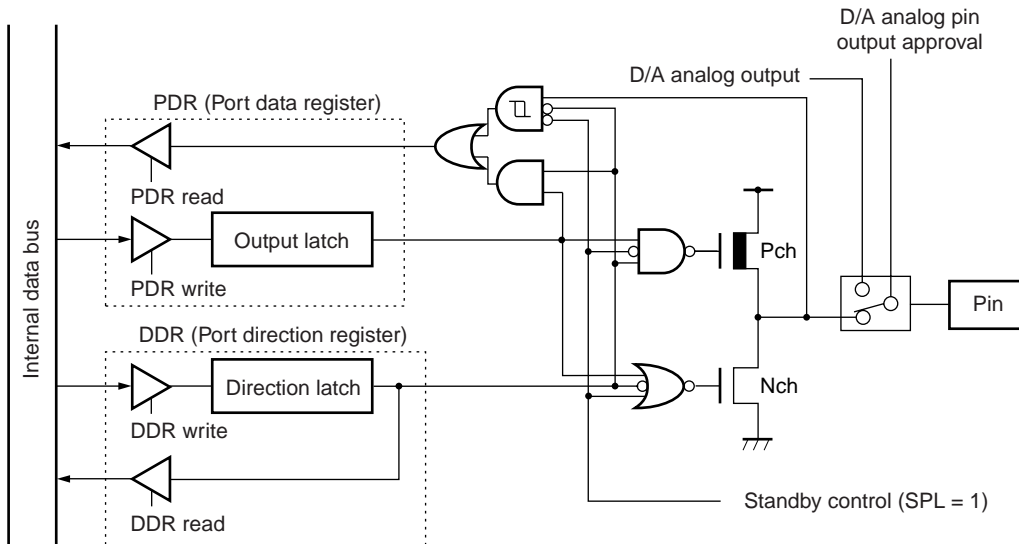 D/A analog pin
output approval
D/A analog output
PDR (Port data register)
PDR read
Output latch
PDR write
Pch
Pin
Internal data bus
DDR (Port direction register)
Direction latch
Nch
DDR write
DDR read
Standby control (SPL = 1)